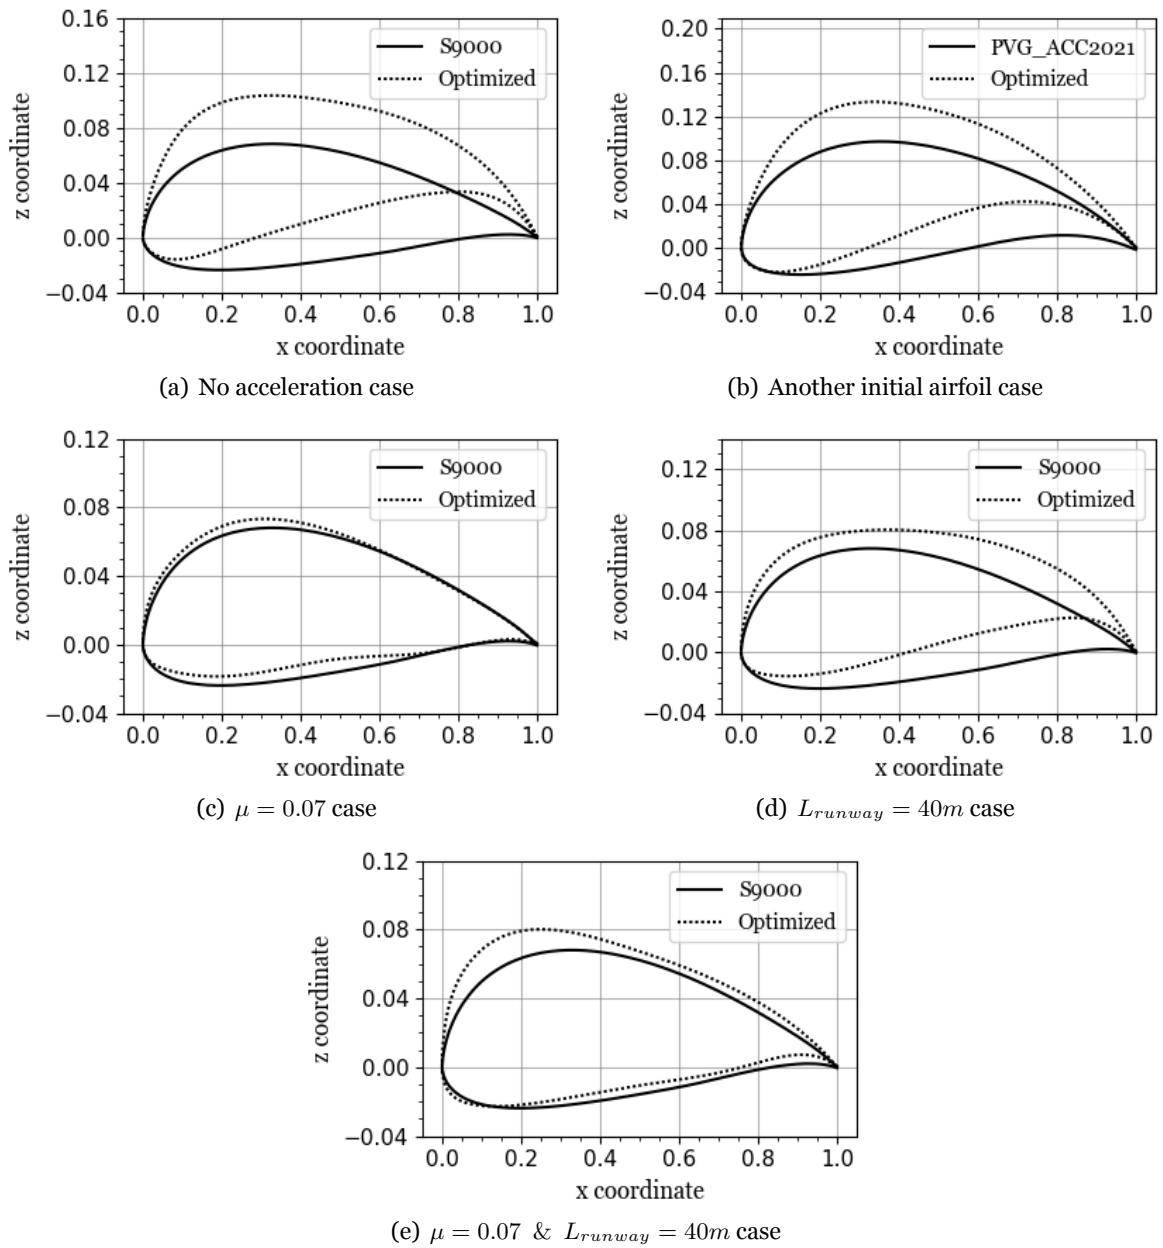 0.16
0.12
0.08
0.04
0.00
−0.04
z coordinate
S9000
Optimized
0.0 0.2 0.4 0.6 0.8 1.0
x coordinate
(a) No acceleration case
0.20
0.16
0.12
0.08
0.04
0.00
−0.04
z coordinate
PVG_ACC2021
Optimized
0.0 0.2 0.4 0.6 0.8 1.0
x coordinate
(b) Another initial airfoil case
0.12
0.08
0.04
0.00
−0.04
z coordinate
S9000
Optimized
0.0 0.2 0.4 0.6 0.8 1.0
x coordinate
(c) μ = 0.07 case
0.12
0.08
0.04
0.00
−0.04
z coordinate
S9000
Optimized
0.0 0.2 0.4 0.6 0.8 1.0
x coordinate
(d) L_{runway} = 40m case
0.12
0.08
0.04
0.00
−0.04
z coordinate
S9000
Optimized
0.0 0.2 0.4 0.6 0.8 1.0
x coordinate
(e) μ = 0.07 & L_{runway} = 40m case